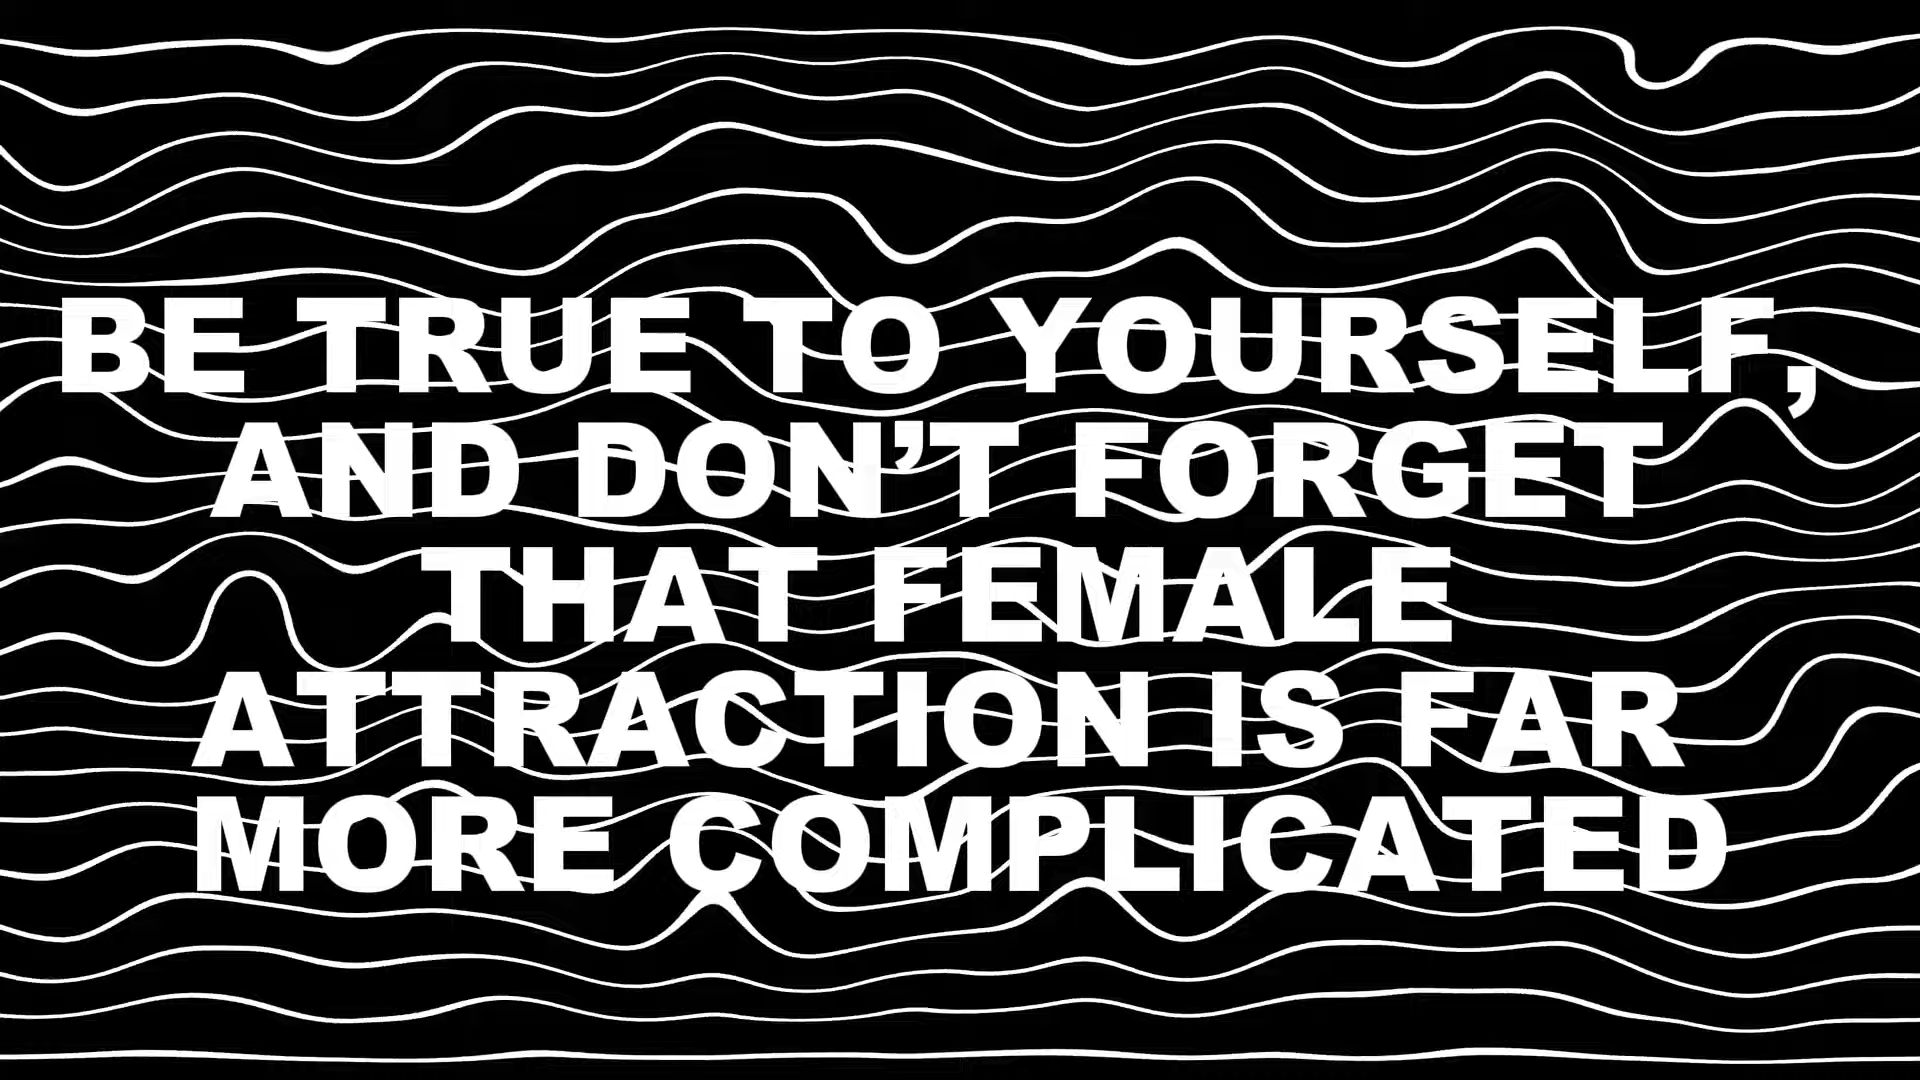 BE TRUE TO YOURSELF,
AND DON’T FORGET
THAT FEMALE
ATTRACTION IS FAR
MORE COMPLICATED